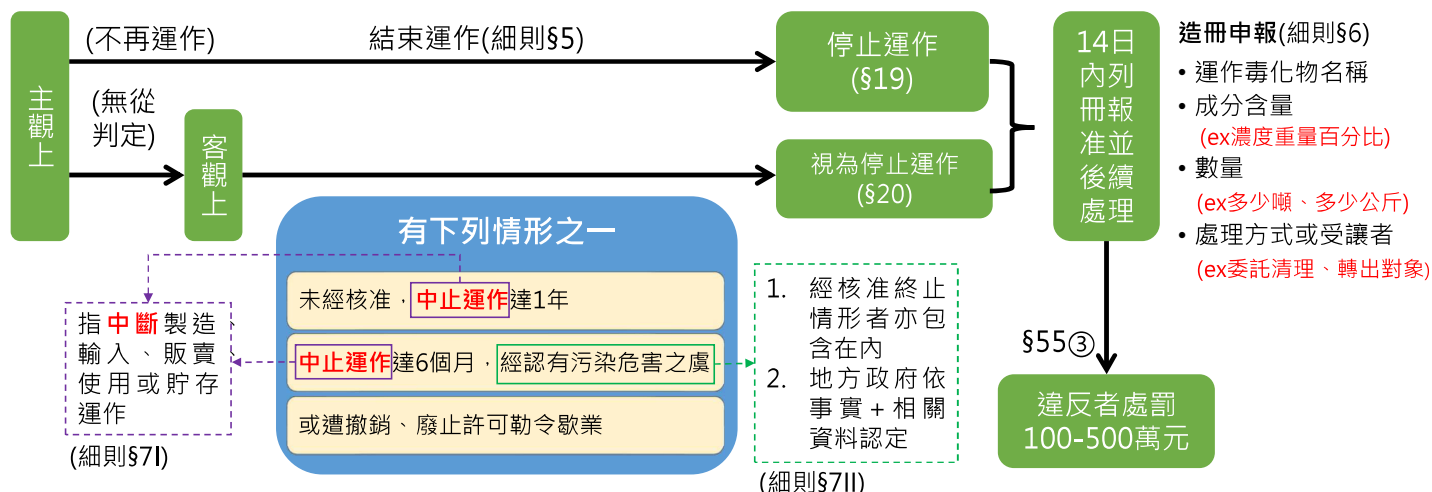 主觀上
(不再運作)
結束運作(細則§5)
停止運作
(§19)
(無從
判定)
客觀上
視為停止運作
(§20)
14日
內列
冊報
准並
後續
處理
造冊申報(細則§6)
• 運作毒化物名稱
• 成分含量
(ex濃度重量百分比)
• 數量
(ex多少噸、多少公斤)
• 處理方式或受讓者
(ex委託清理、轉出對象)
有下列情形之一
未經核准，中止運作達1年
中止運作達6個月，經認有污染危害之虞
或遭撤銷、廢止許可勒令歇業
指中斷製造、
輸入、販賣、
使用或貯存
運作
(細則§7I)
1. 經核准終止
情形者亦包
含在內
2. 地方政府依
事實+相關
資料認定
(細則§7II)
§55③
違反者處罰
100-500萬元